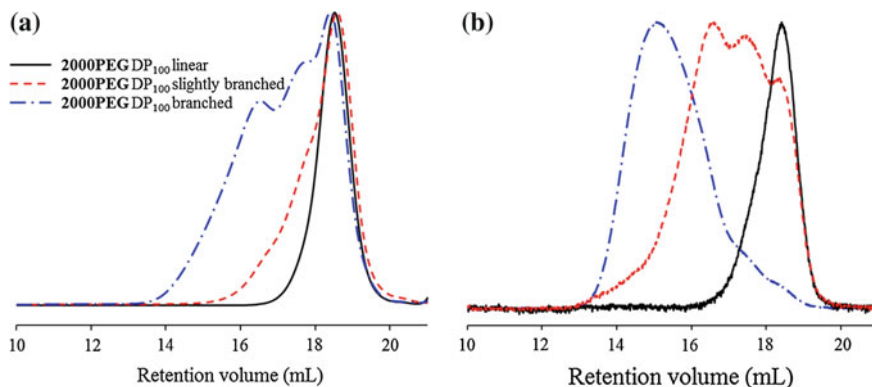 (a)
2000PEG DP100 linear
2000PEG DP100 slightly branched
2000PEG DP100 branched
10 12 14 16 18 20
Retention volume (mL)
(b)
10 12 14 16 18 20
Retention volume (mL)